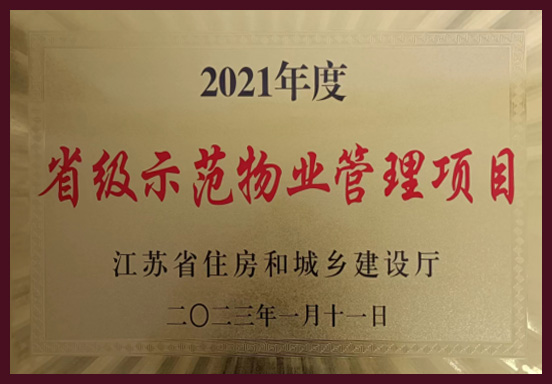 2021年度
省级示范物业管理项目
江苏省住房和城乡建设厅
二〇二三年一月十一日